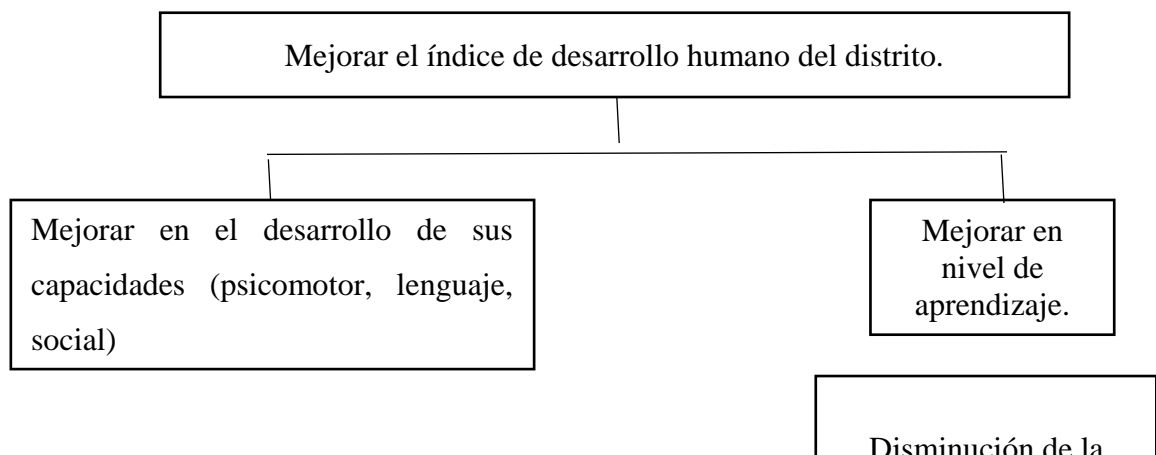 Mejorar el índice de desarrollo humano del distrito.
Mejorar en el desarrollo de sus
capacidades (psicomotor, lenguaje,
social)
Mejorar en
nivel de
aprendizaje.
Disminución de la